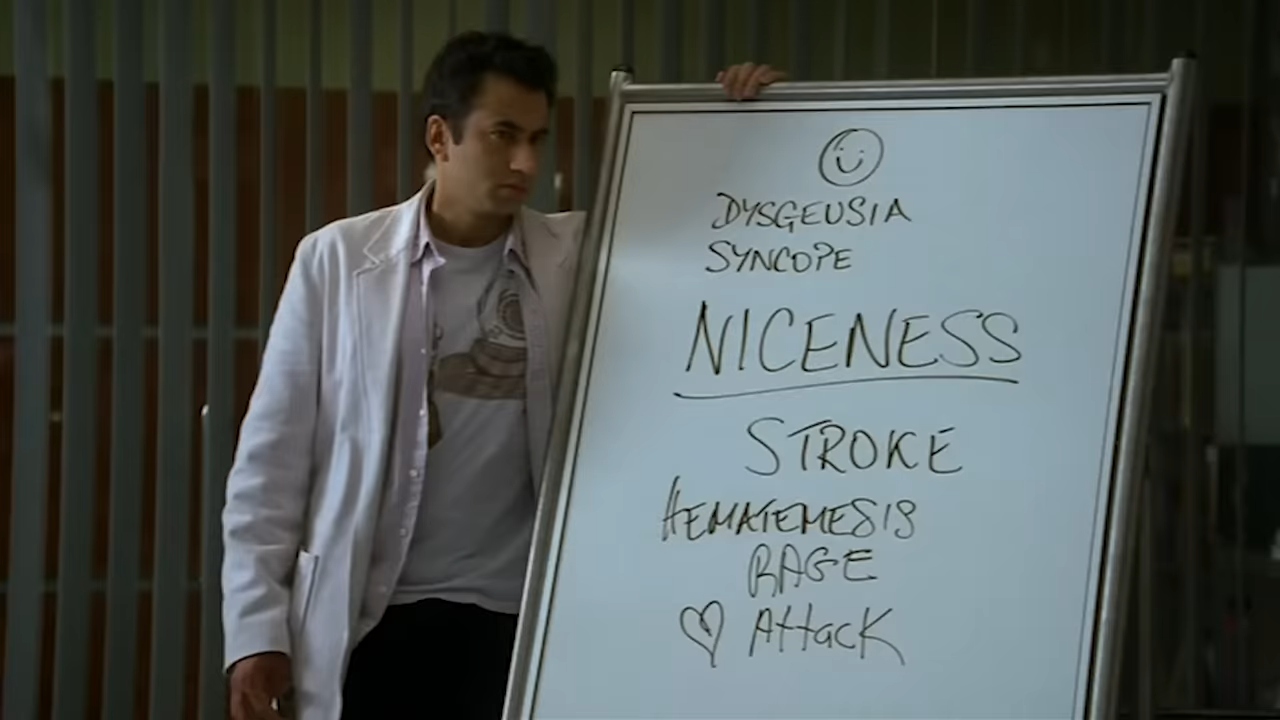 DYSGEUSIA
SYNCOPE
NICENESS
STROKE
HEMATEMESIS
RAGE
♡ Attack